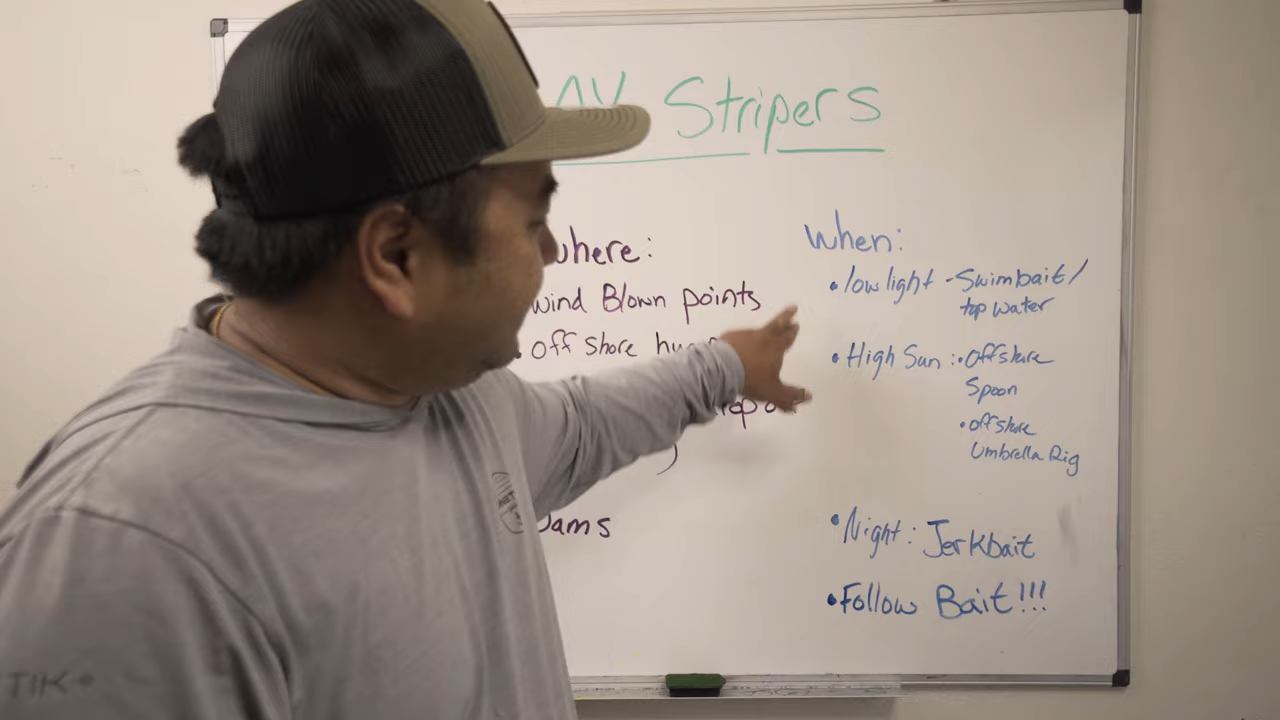 Stripers
where:
wind Blown points
• off shore
Dams
When:
• low light - Swimbait/
top water
• High Sun : • Offshore
Spoon
• offshore
Umbrella Rig
• Night : Jerkbait
• Follow Bait!!!